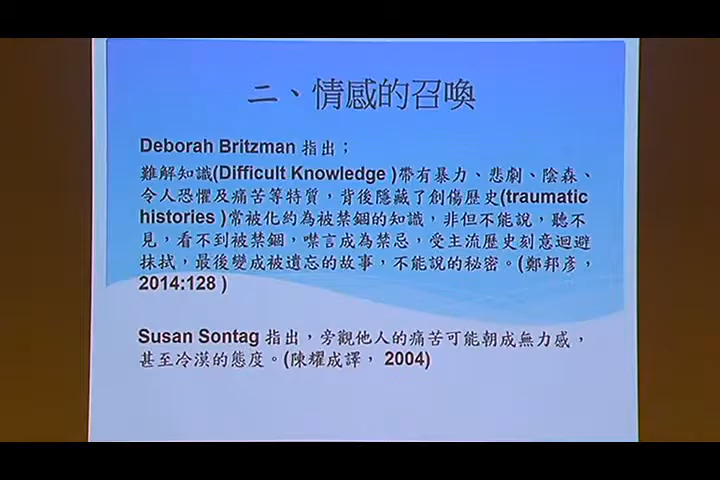 二、情感的召喚
Deborah Britzman 指出；
難解知識(Difficult Knowledge )帶有暴力、悲劇、陰森、
令人恐懼及痛苦等特質，背後隱藏了創傷歷史(traumatic
histories )常被化約為被禁錮的知識，非但不能說，聽不
見，看不到被禁錮，噤言成為禁忌，受主流歷史刻意迴避
抹拭，最後變成被遺忘的故事，不能說的秘密。(鄭邦彥，
2014:128 )
Susan Sontag 指出，旁觀他人的痛苦可能朝成無力感，
甚至冷漠的態度。(陳耀成譯， 2004)